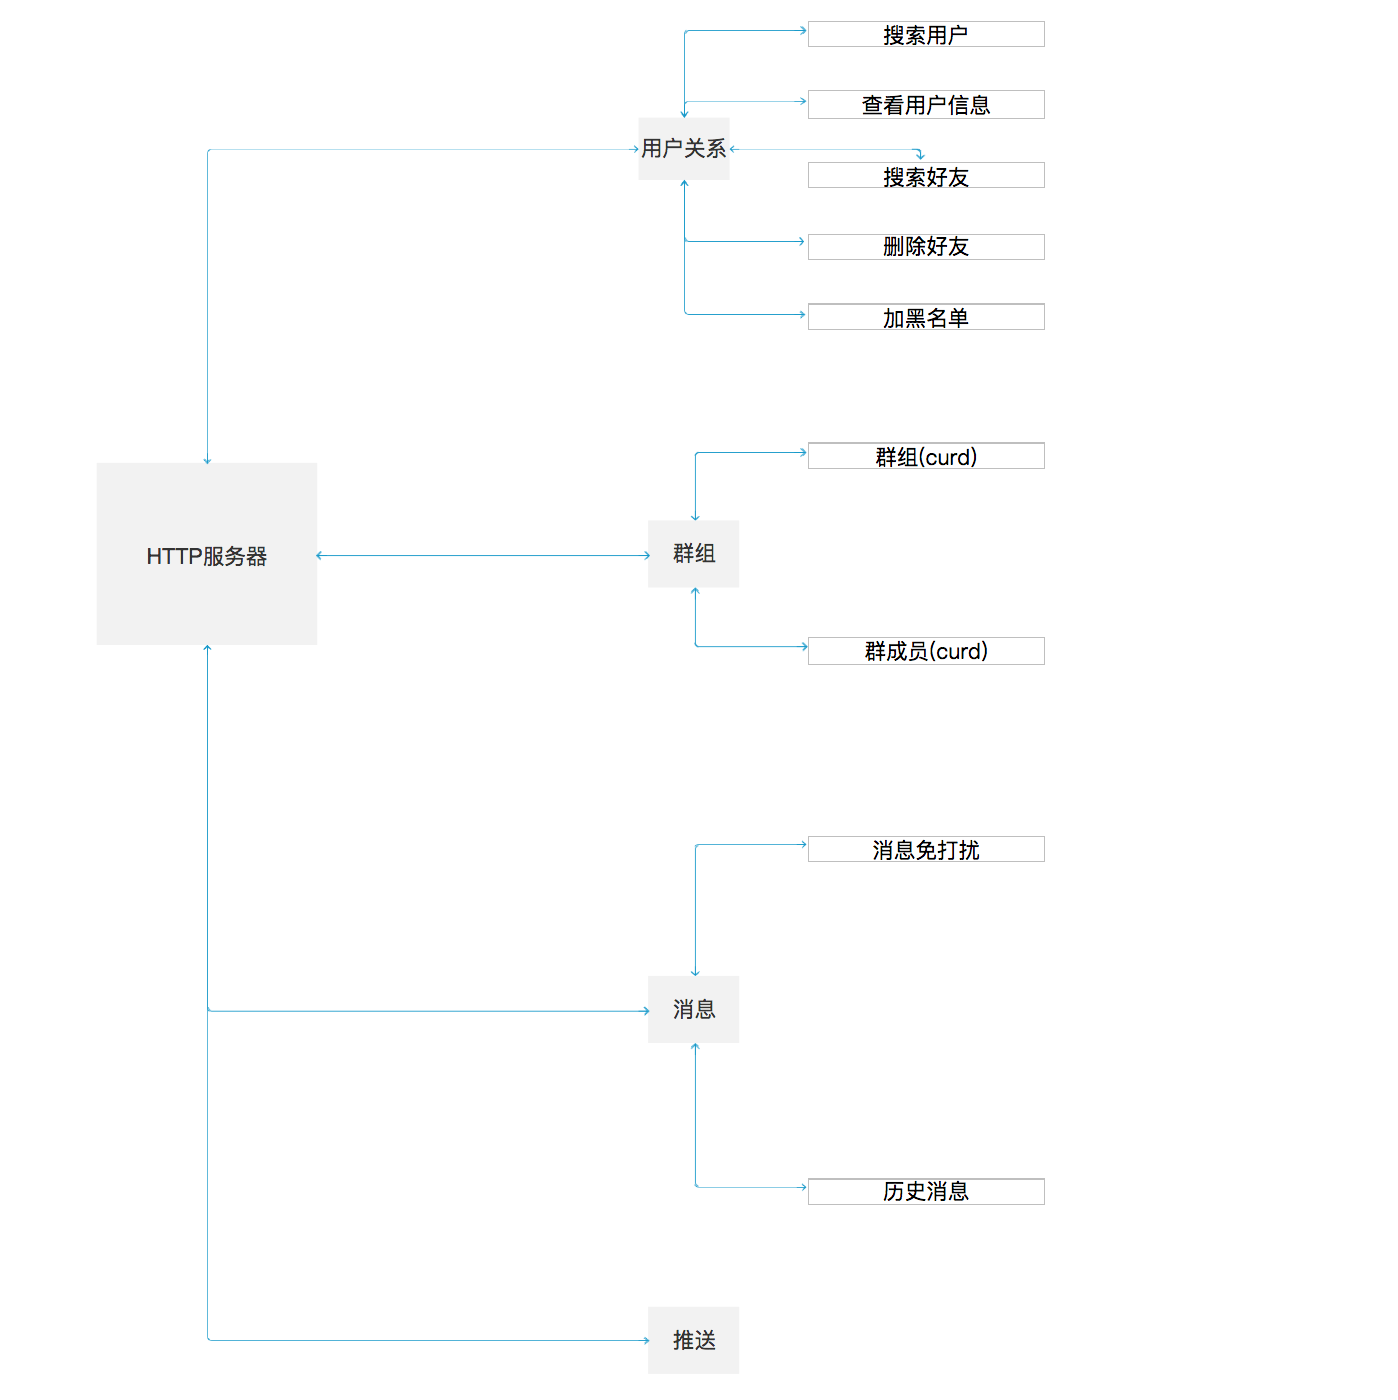 搜索用户
查看用户信息
用户关系
搜索好友
删除好友
加黑名单
群组(curd)
HTTP服务器
群组
群成员(curd)
消息免打扰
消息
历史消息
推送